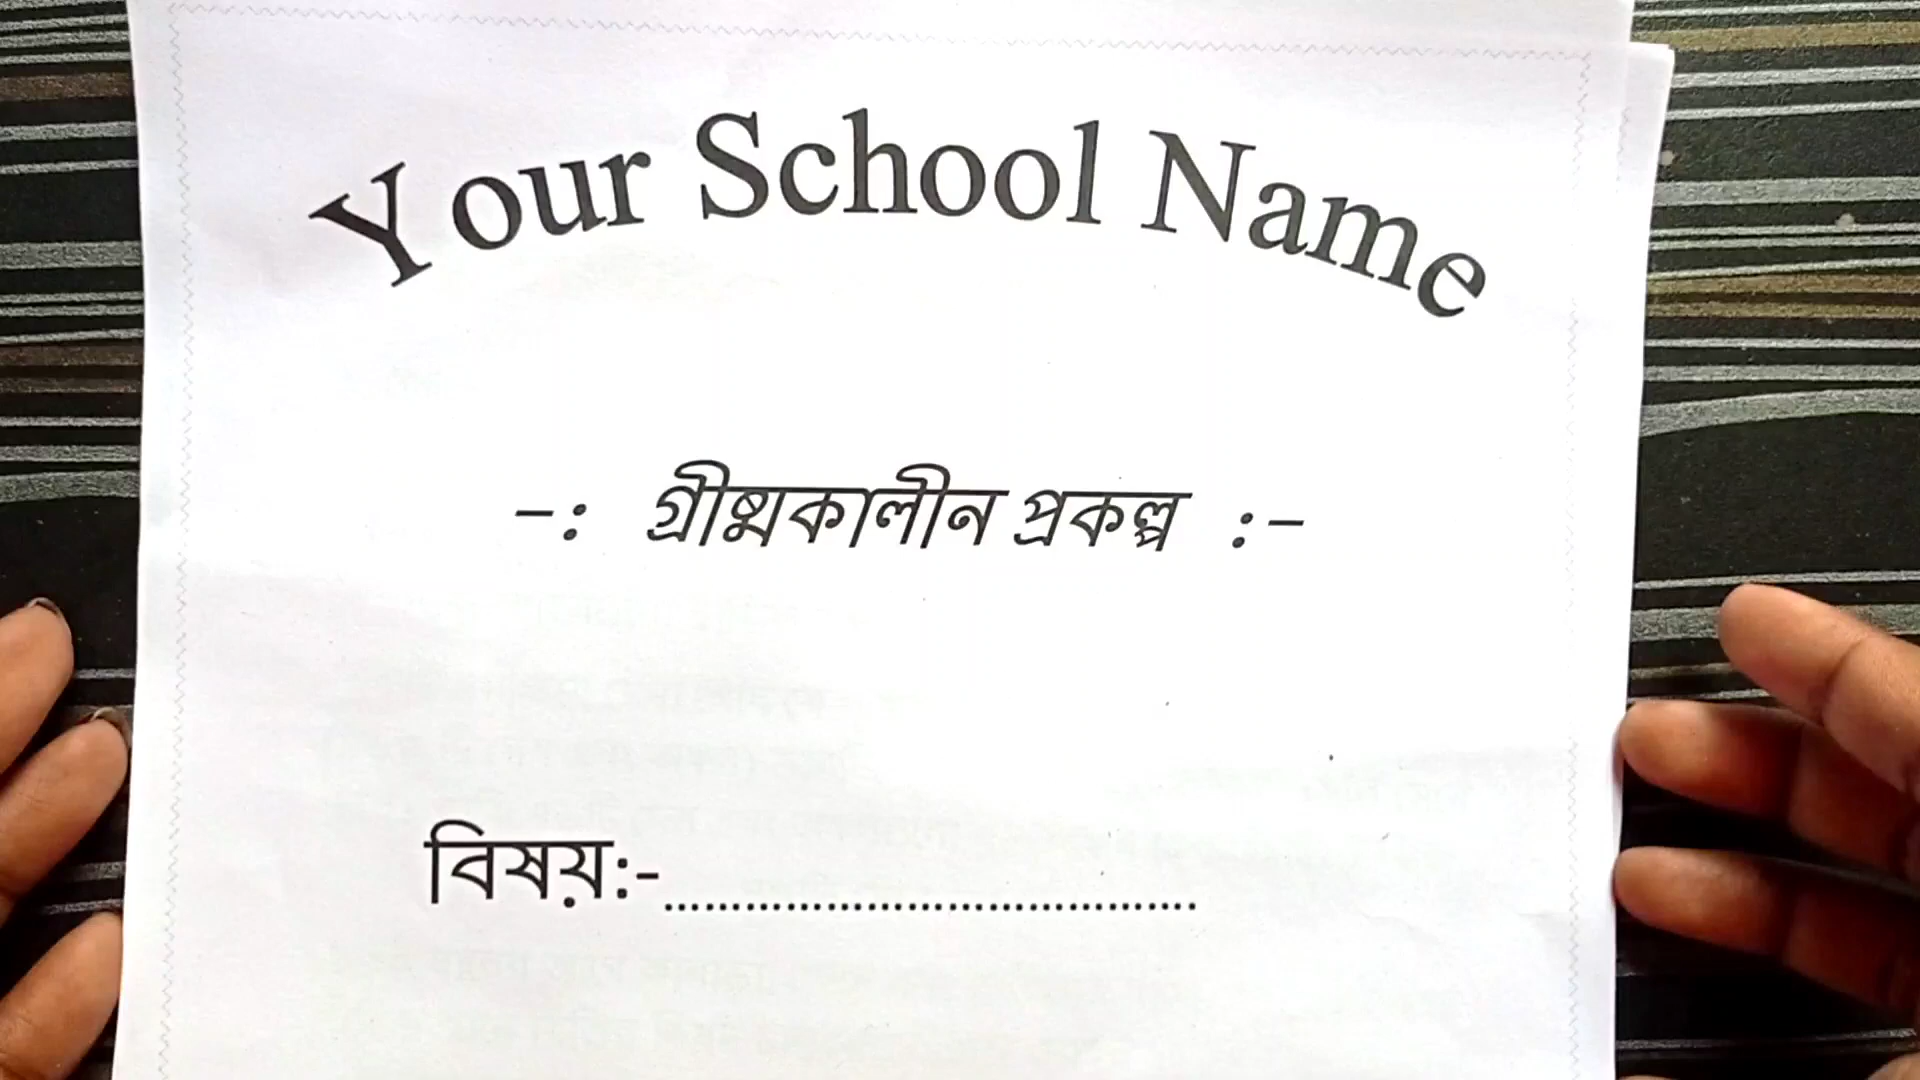 Your School Name
-: গ্রীষ্মকালীন প্রকল্প :-
বিষয়:-........................................